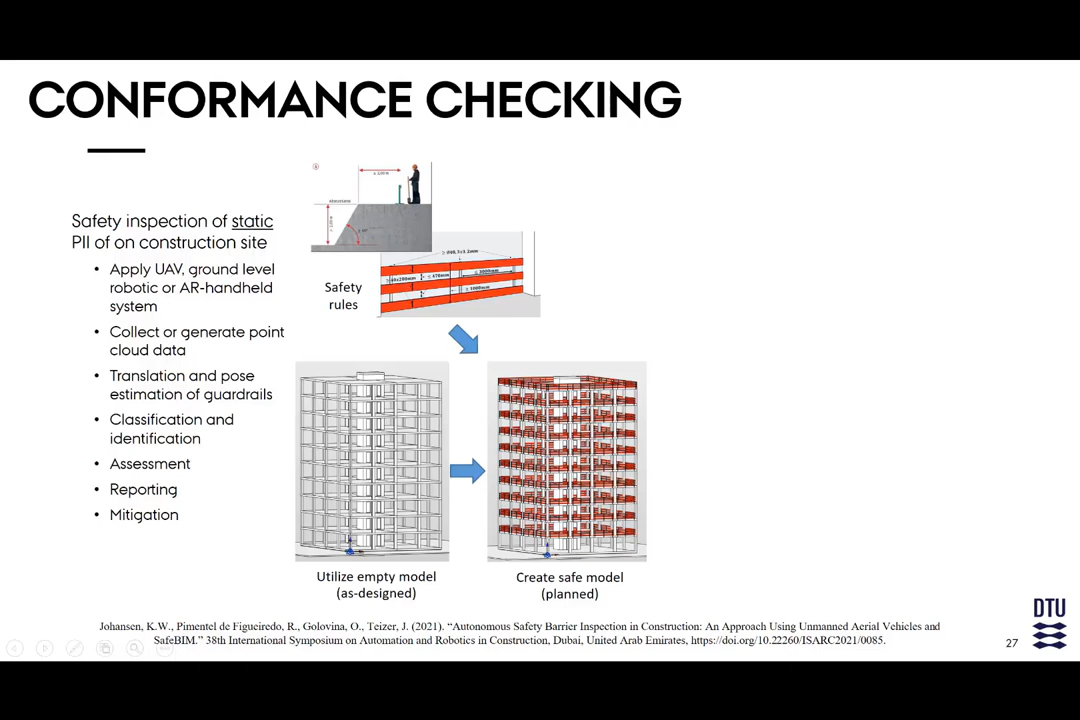 CONFORMANCE CHECKING
Safety inspection of static
PII of on construction site
• Apply UAV, ground level
robotic or AR-handheld
system
• Collect or generate point
cloud data
• Translation and pose
estimation of guardrails
• Classification and
identification
• Assessment
• Reporting
• Mitigation
Safety
rules
Utilize empty model
(as-designed)
Create safe model
(planned)
Johansen, K.W., Pimentel de Figueiredo, R., Golovina, O., Teizer, J. (2021). “Autonomous Safety Barrier Inspection in Construction: An Approach Using Unmanned Aerial Vehicles and
SafeBIM.” 38th International Symposium on Automation and Robotics in Construction, Dubai, United Arab Emirates, https://doi.org/10.22260/ISARC2021/0085.
27
DTU